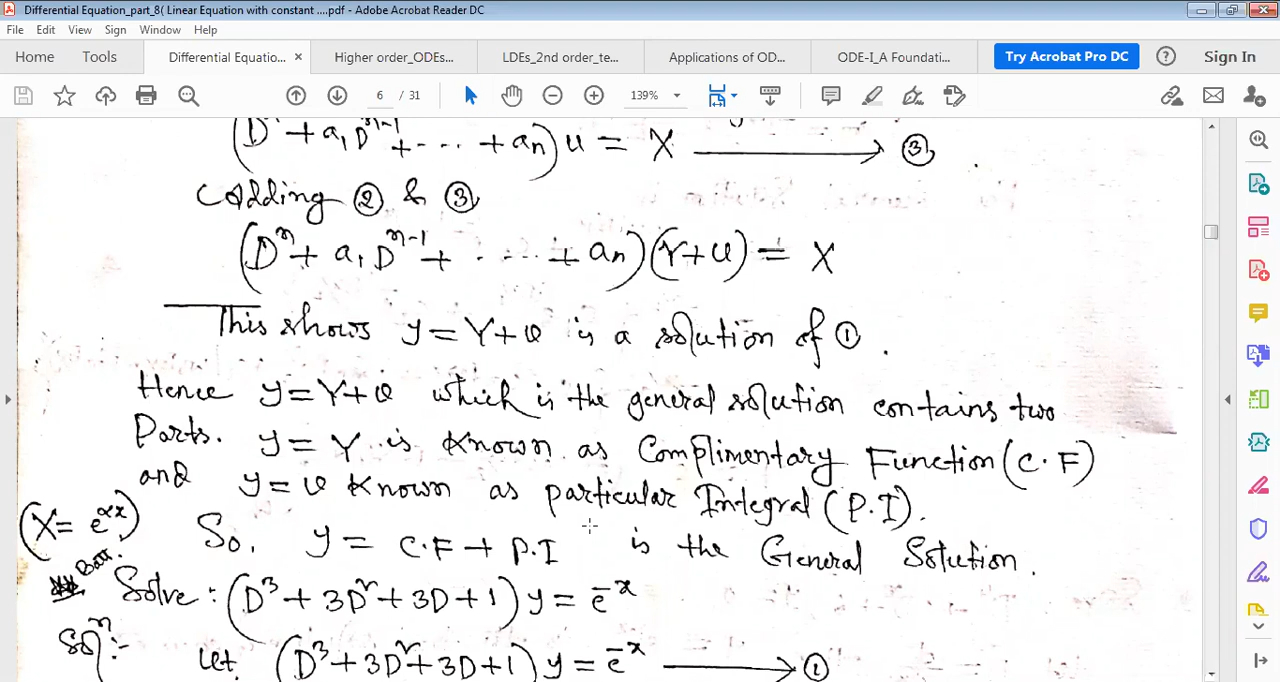 Differential Equation_part_8( Linear Equation with constant ....pdf - Adobe Acrobat Reader DC
File Edit View Sign Window Help
Home Tools Differential Equatio... × Higher order_ODEs... LDEs_2nd order_te... Applications of OD... ODE-I_A Foundati... Try Acrobat Pro DC Sign In
6 / 31 139%
+ a₁Dⁿ⁻¹ + ... + aₙ) u = X ③
Adding ② & ③
(Dⁿ + a₁Dⁿ⁻¹ + .... + aₙ)(Y+u) = X
This shows y = Y+u is a solution of ①.
Hence y = Y+u which is the general solution contains two
Parts. y = Y is known as Complimentary Function (C.F)
and y = u known as particular Integral (P.I).
(X = e^αx) So, y = C.F + P.I is the General Solution.
Solve : (D³ + 3D² + 3D + 1) y = e⁻ˣ
Solⁿ :- Let (D³ + 3D² + 3D + 1) y = e⁻ˣ ①